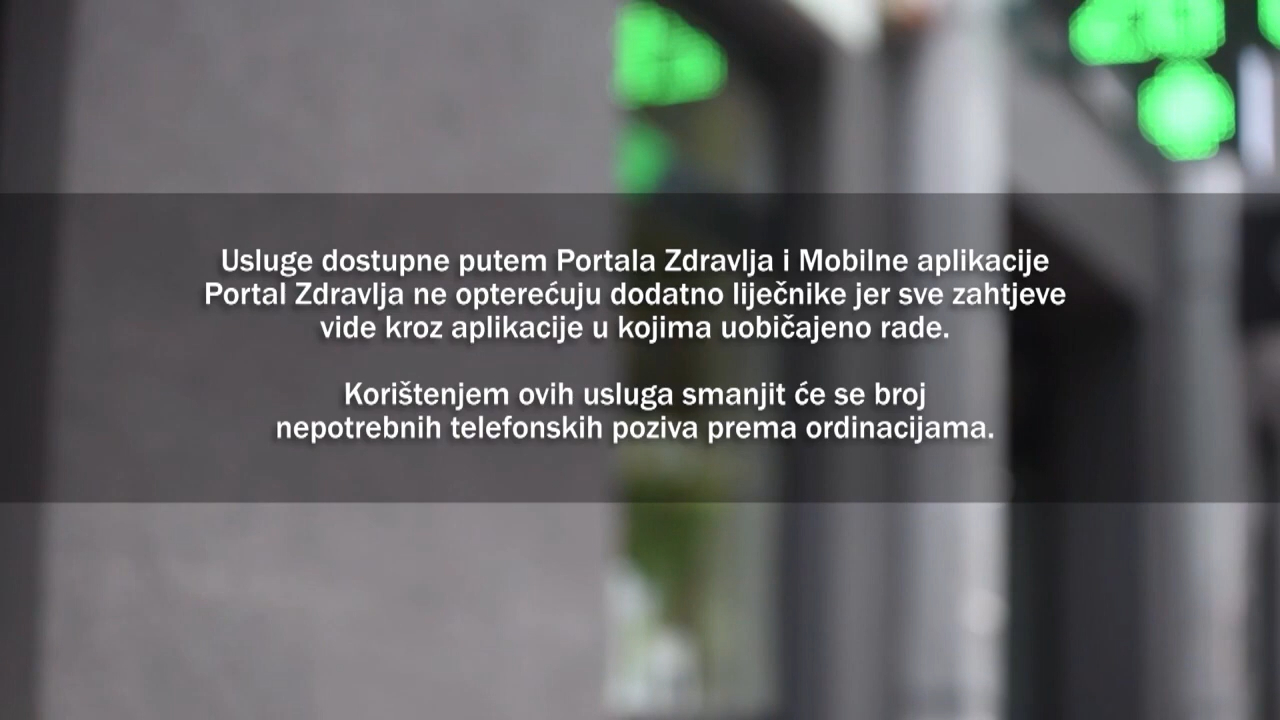 Usluge dostupne putem Portala Zdravlja i Mobilne aplikacije
Portal Zdravlja ne opterećuju dodatno liječnike jer sve zahtjeve
vide kroz aplikacije u kojima uobičajeno rade.
Korištenjem ovih usluga smanjit će se broj
nepotrebnih telefonskih poziva prema ordinacijama.